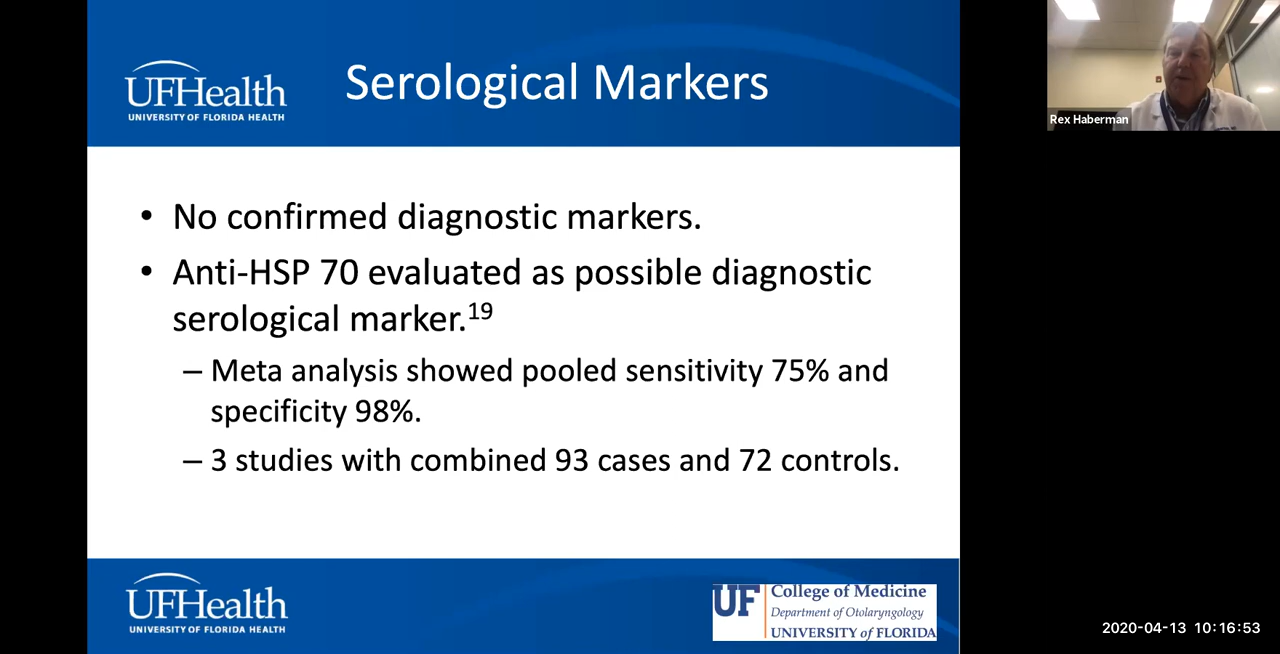 UFHealth
UNIVERSITY OF FLORIDA HEALTH
Serological Markers
Rex Haberman
• No confirmed diagnostic markers.
• Anti-HSP 70 evaluated as possible diagnostic
serological marker.19
– Meta analysis showed pooled sensitivity 75% and
specificity 98%.
– 3 studies with combined 93 cases and 72 controls.
UFHealth
UNIVERSITY OF FLORIDA HEALTH
UF
College of Medicine
Department of Otolaryngology
UNIVERSITY of FLORIDA
2020-04-13 10:16:53